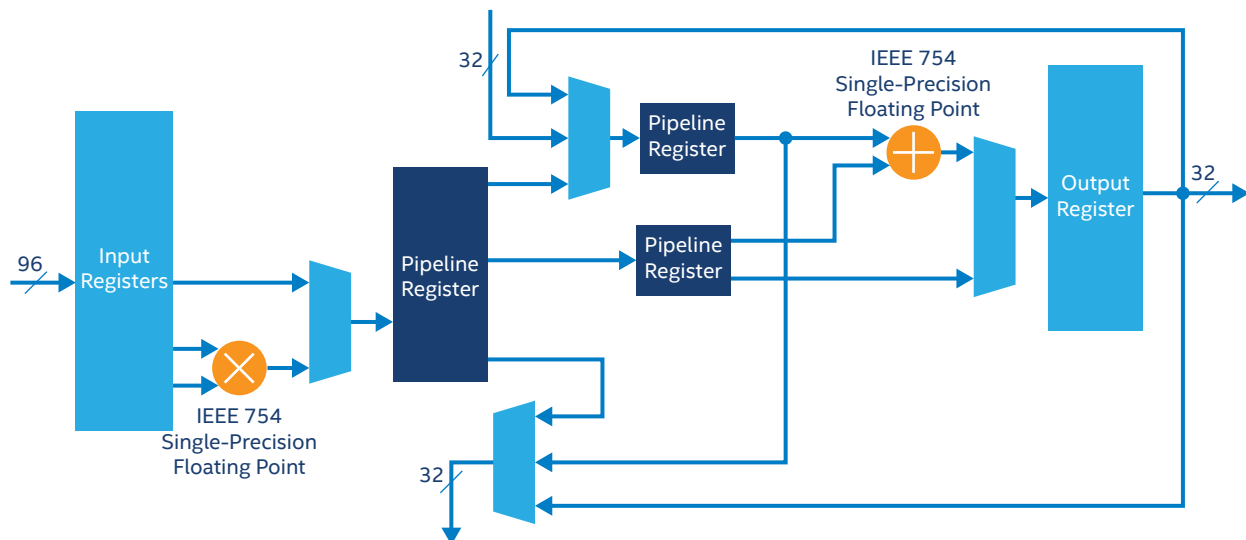 32
IEEE 754
Single-Precision
Floating Point
Pipeline
Register
Output
Register
32
96
Input
Registers
Pipeline
Register
Pipeline
Register
IEEE 754
Single-Precision
Floating Point
32